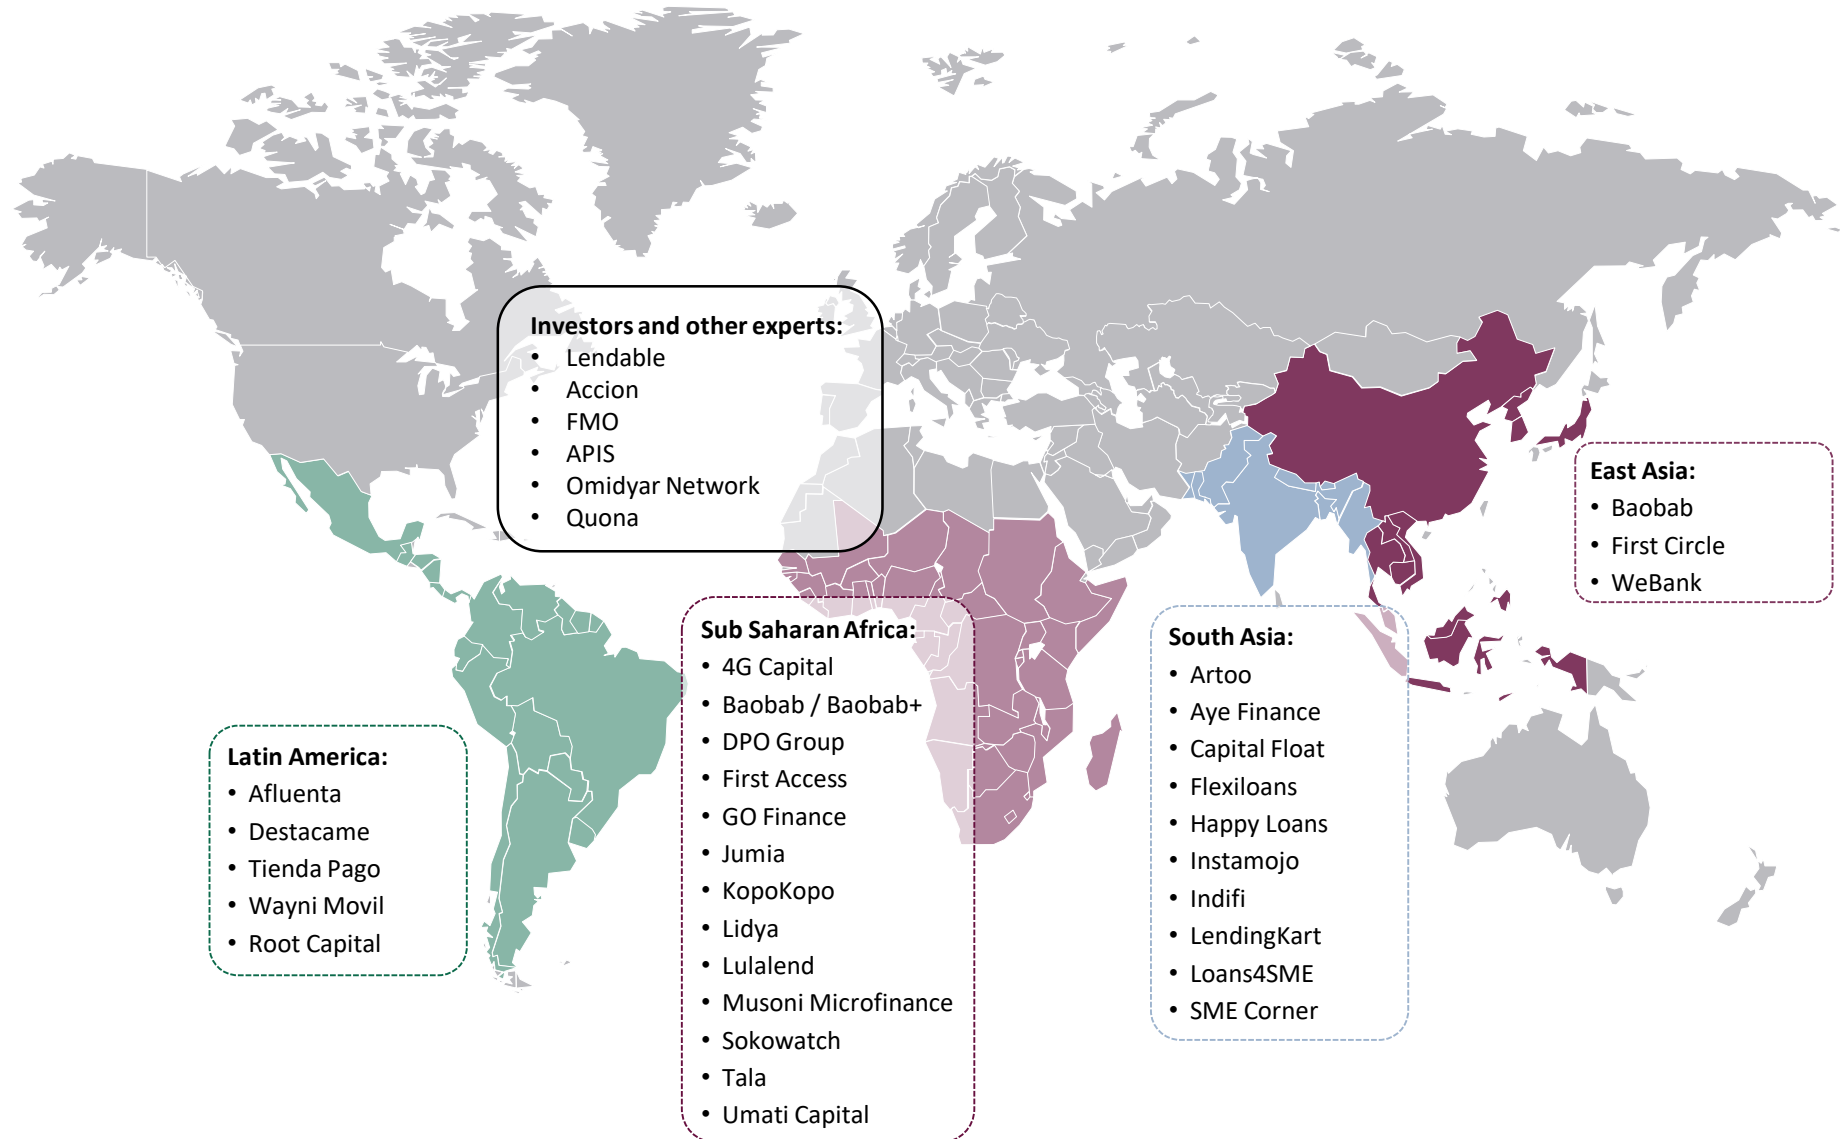 Investors and other experts:
• Lendable
• Accion
• FMO
• APIS
• Omidyar Network
• Quona
East Asia:
• Baobab
• First Circle
• WeBank
Sub Saharan Africa:
• 4G Capital
• Baobab / Baobab+
• DPO Group
• First Access
• GO Finance
• Jumia
• KopoKopo
• Lidya
• Lulalend
• Musoni Microfinance
• Sokowatch
• Tala
• Umati Capital
South Asia:
• Artoo
• Aye Finance
• Capital Float
• Flexiloans
• Happy Loans
• Instamojo
• Indifi
• LendingKart
• Loans4SME
• SME Corner
Latin America:
• Afluenta
• Destacame
• Tienda Pago
• Wayni Movil
• Root Capital